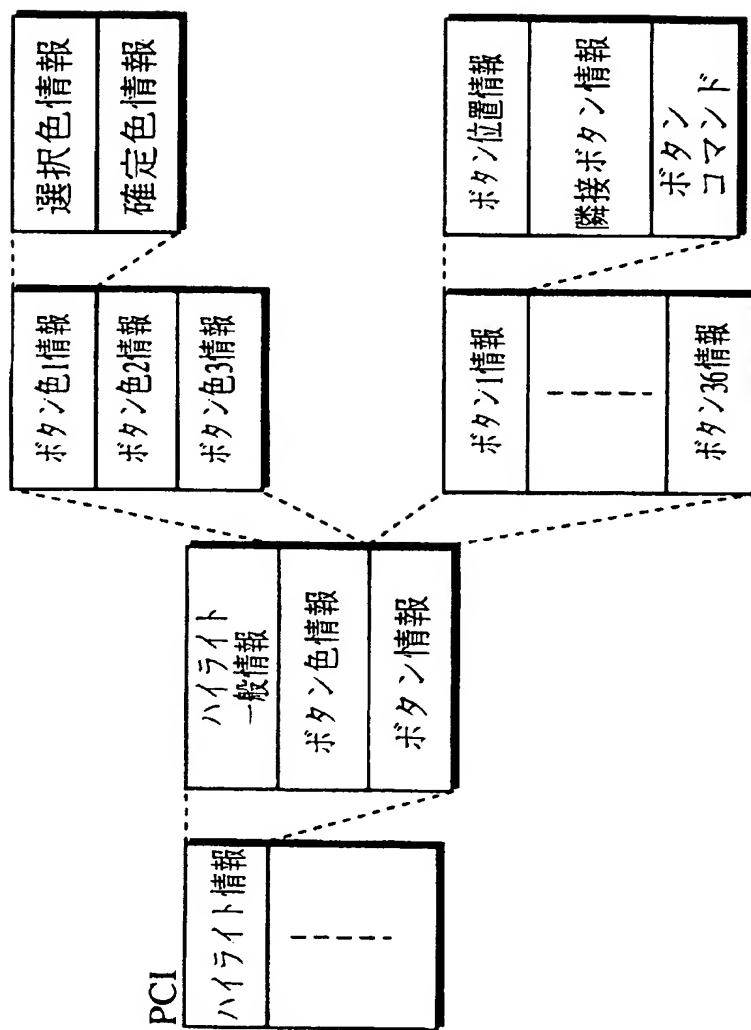 PCI
ハイライト情報
ハイライト
一般情報
ボタン色情報
ボタン情報
ボタン色1情報
ボタン色2情報
ボタン色3情報
選択色情報
確定色情報
ボタン1情報
ボタン36情報
ボタン位置情報
隣接ボタン情報
ボタン
コマンド